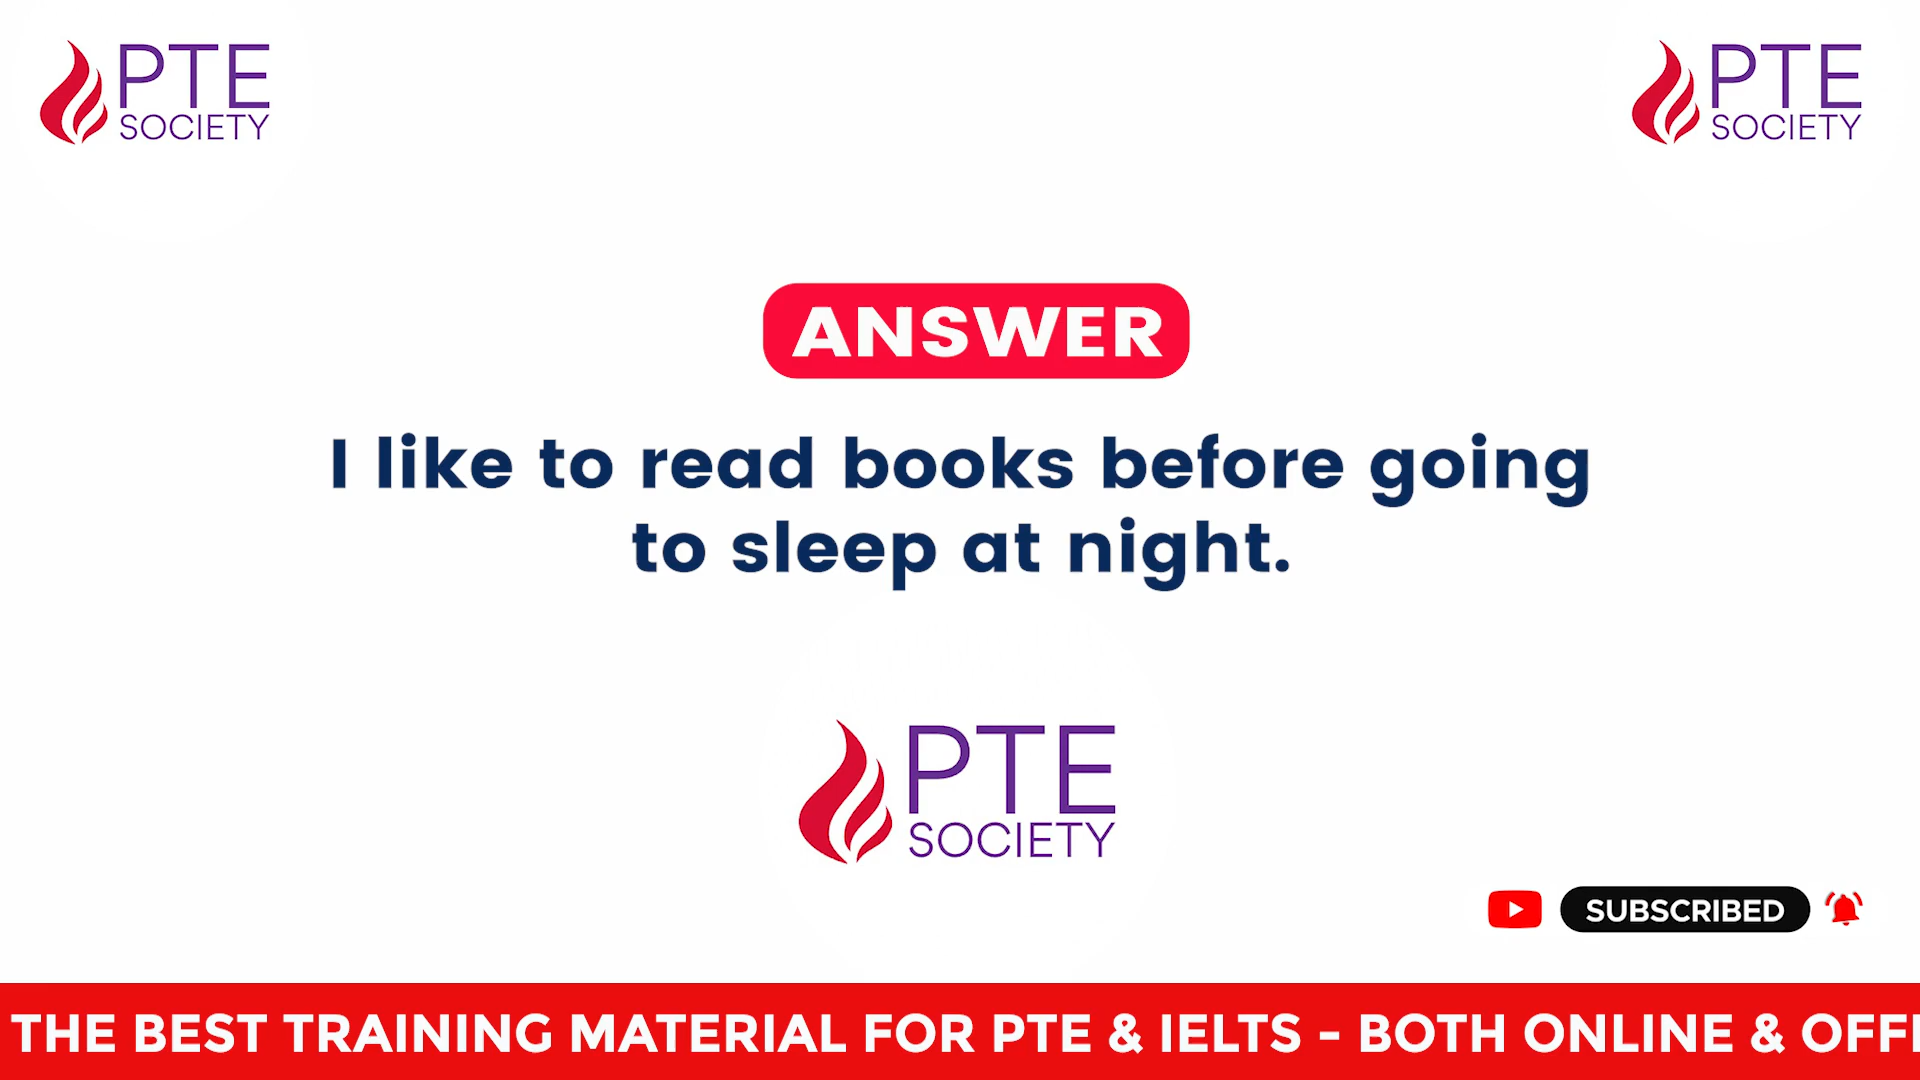 PTE
SOCIETY
PTE
SOCIETY
ANSWER
I like to read books before going
to sleep at night.
PTE
SOCIETY
SUBSCRIBED
THE BEST TRAINING MATERIAL FOR PTE & IELTS - BOTH ONLINE &